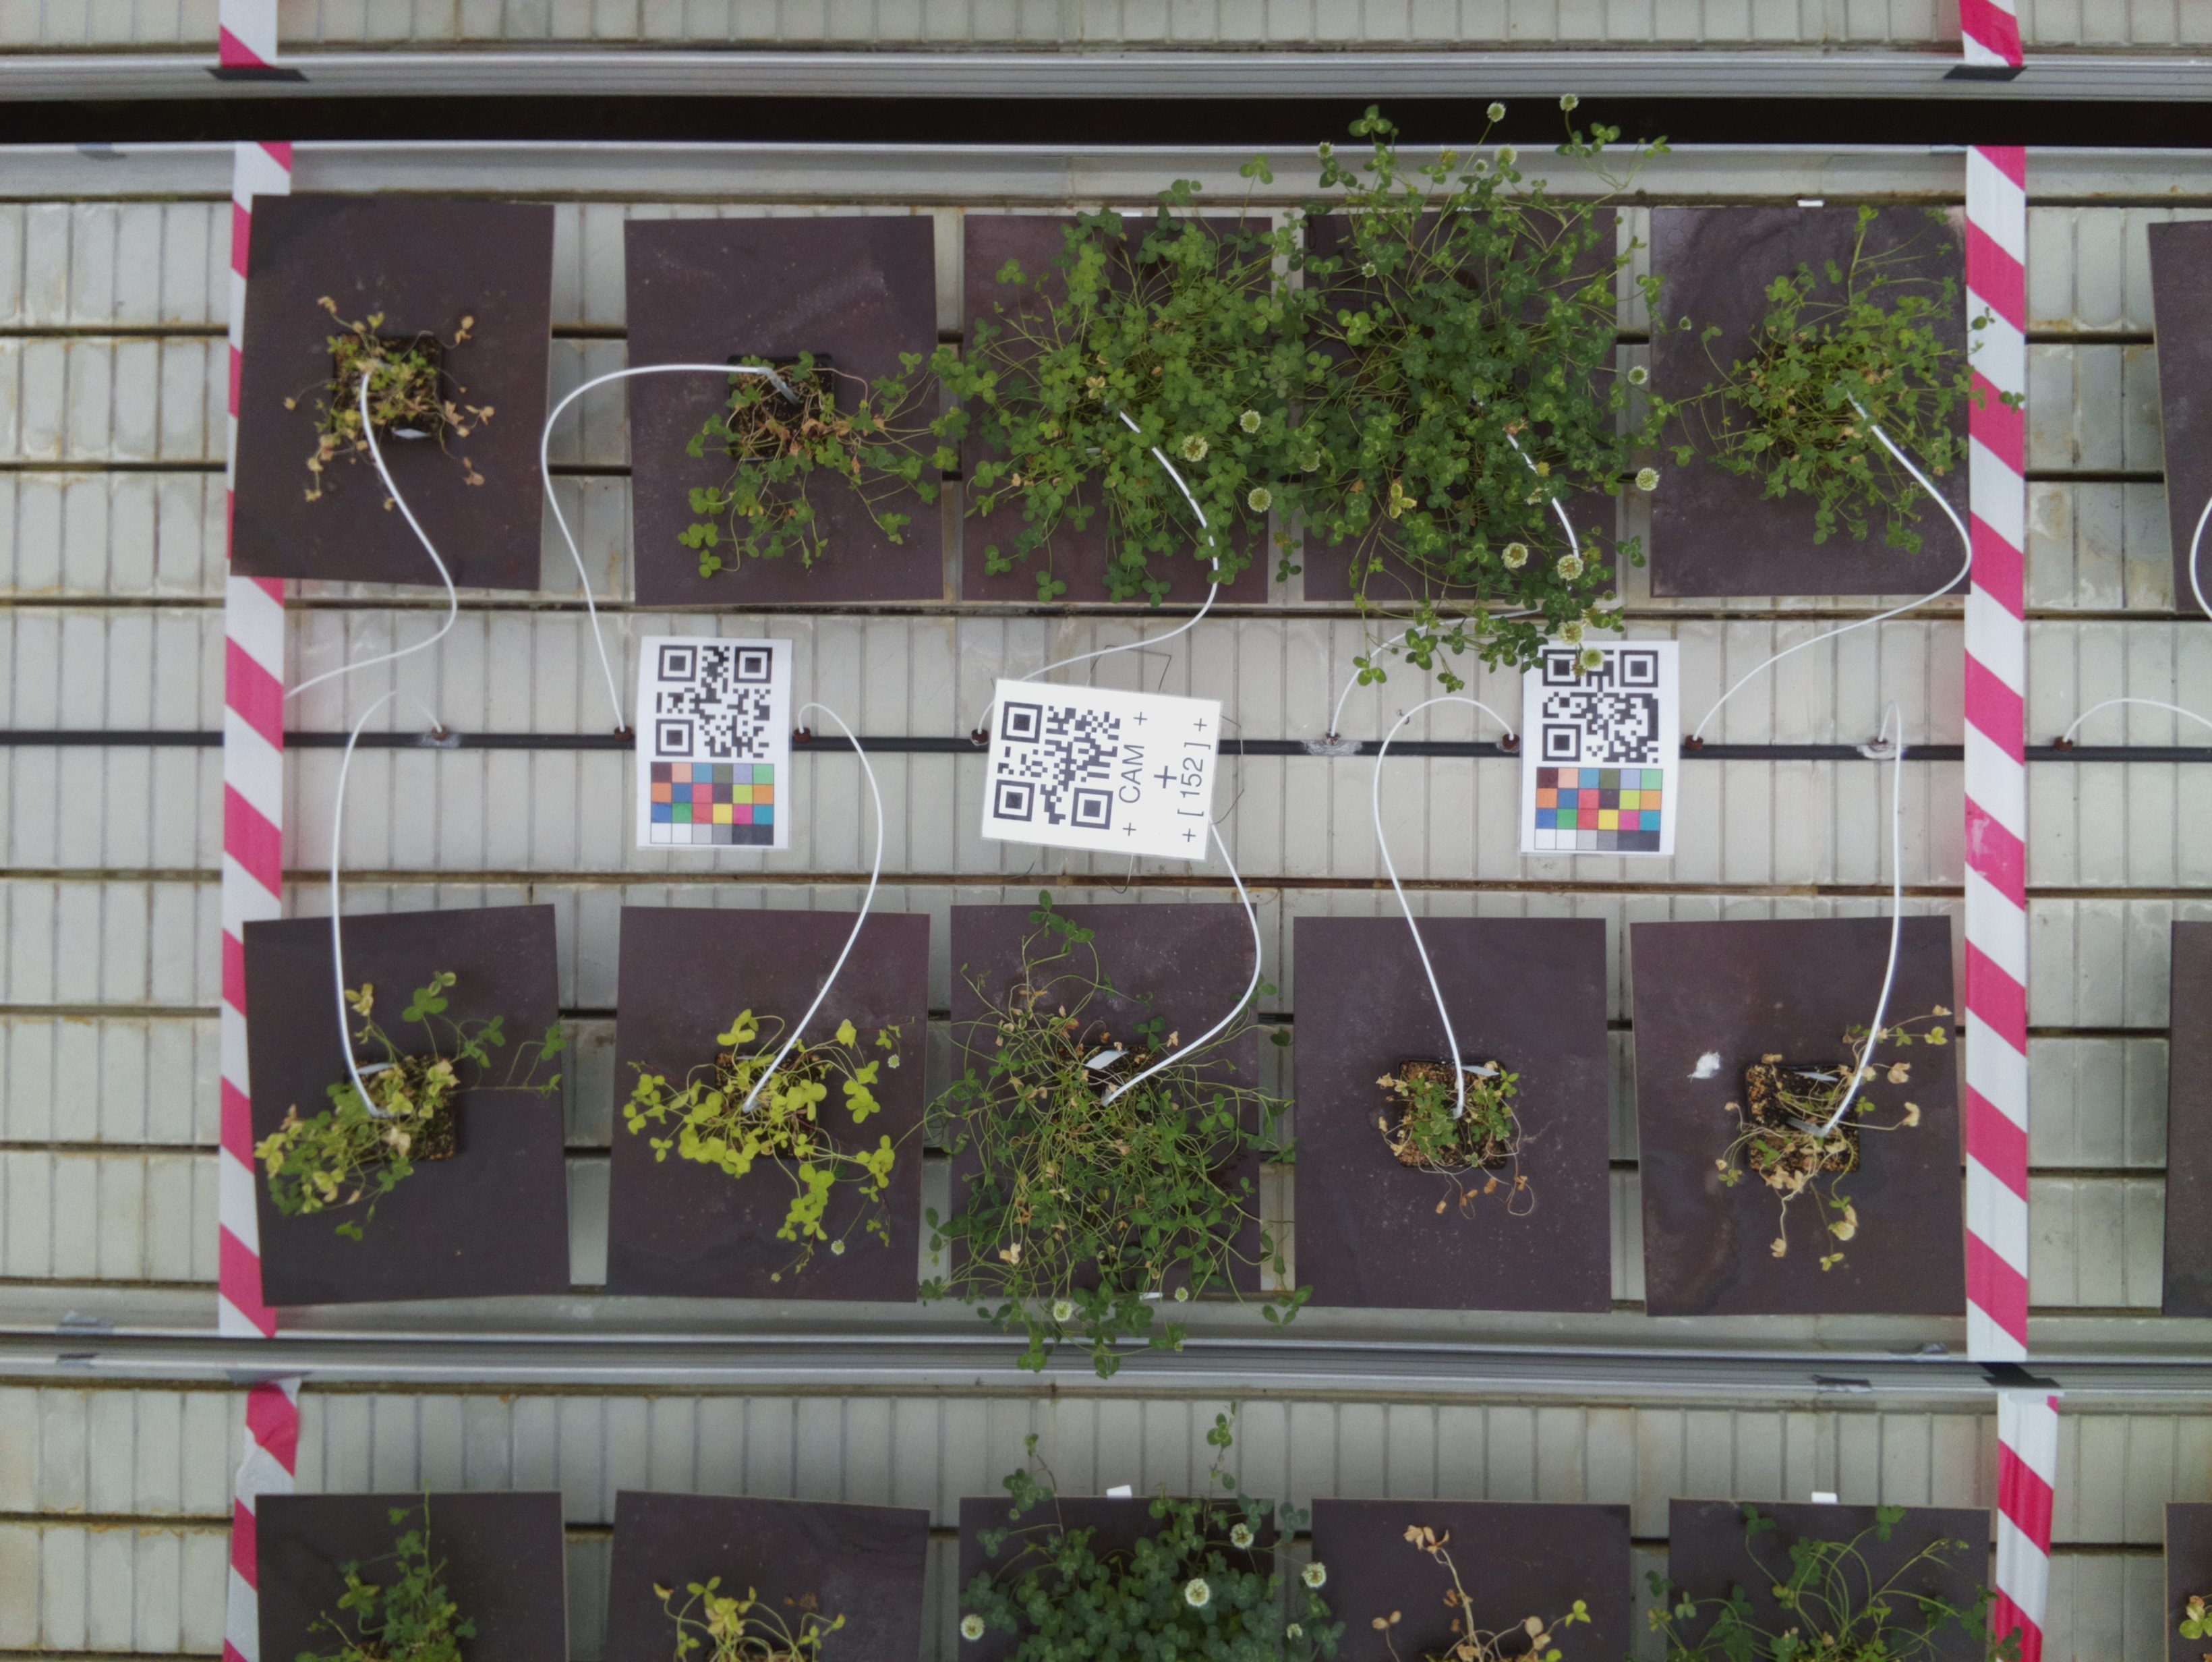 + CAM +
+
+ [ 152 ] +